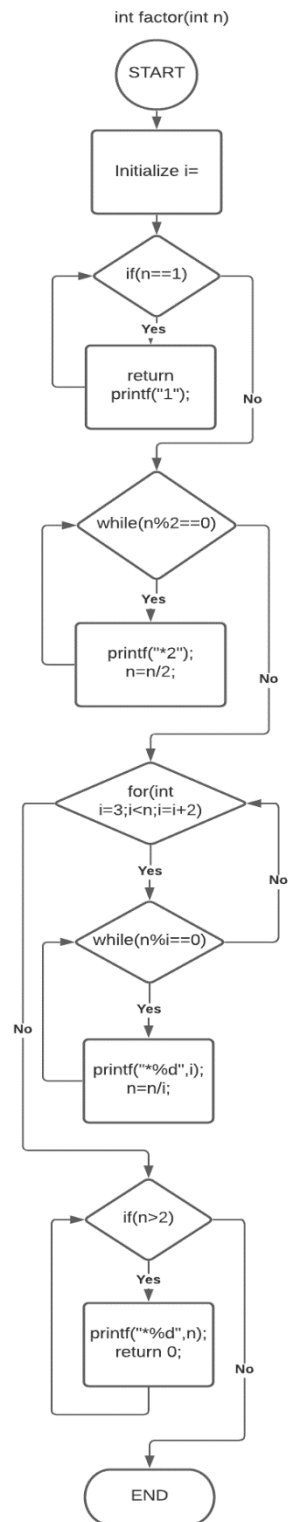 int factor(int n)
START
Initialize i=
if(n==1)
Yes
return
printf("1");
No
while(n%2==0)
Yes
printf("*2");
n=n/2;
No
for(int
i=3;i<n;i=i+2)
Yes
No
while(n%i==0)
Yes
No
printf("*%d",i);
n=n/i;
if(n>2)
Yes
printf("*%d",n);
return 0;
No
END